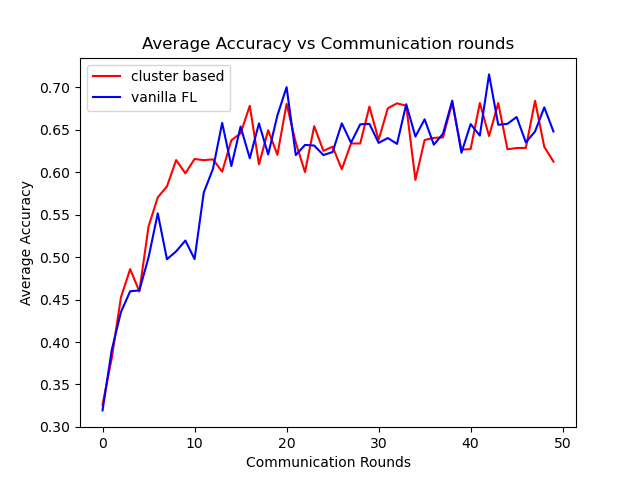 Average Accuracy vs Communication rounds
cluster based
vanilla FL
0.70
0.65
0.60
0.55
0.50
0.45
0.40
0.35
0.30
Average Accuracy
0 10 20 30 40 50
Communication Rounds